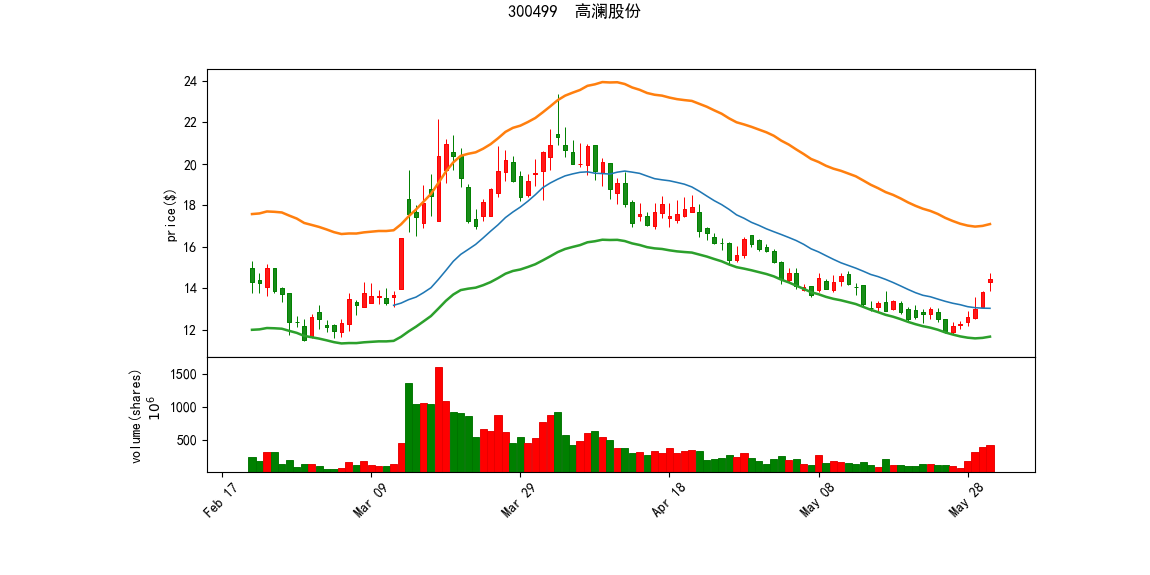 300499  高澜股份
price($)
24
22
20
18
16
14
12
volume(shares)
10^6
1500
1000
500
Feb 17
Mar 09
Mar 29
Apr 18
May 08
May 28